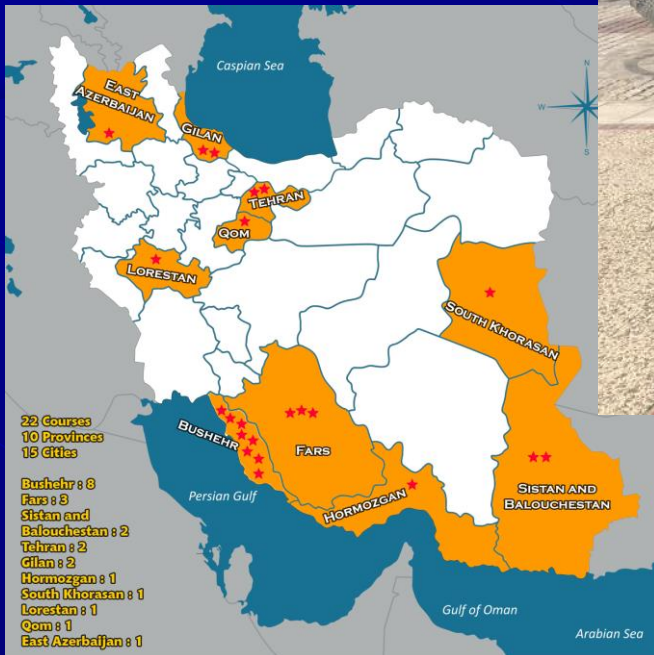 Caspian Sea
N
W
S
EAST
AZERBAIJAN
GILAN
TEHRAN
QOM
LORESTAN
SOUTH KHORASAN
BUSHEHR
FARS
HORMOZGAN
SISTAN AND
BALOUCHESTAN
Persian Gulf
Gulf of Oman
Arabian Sea
22 Courses
10 Provinces
15 Cities
Bushehr : 8
Fars : 3
Sistan and
Balouchestan : 2
Tehran : 2
Gilan : 2
Hormozgan : 1
South Khorasan : 1
Lorestan : 1
Qom : 1
East Azerbaijan : 1